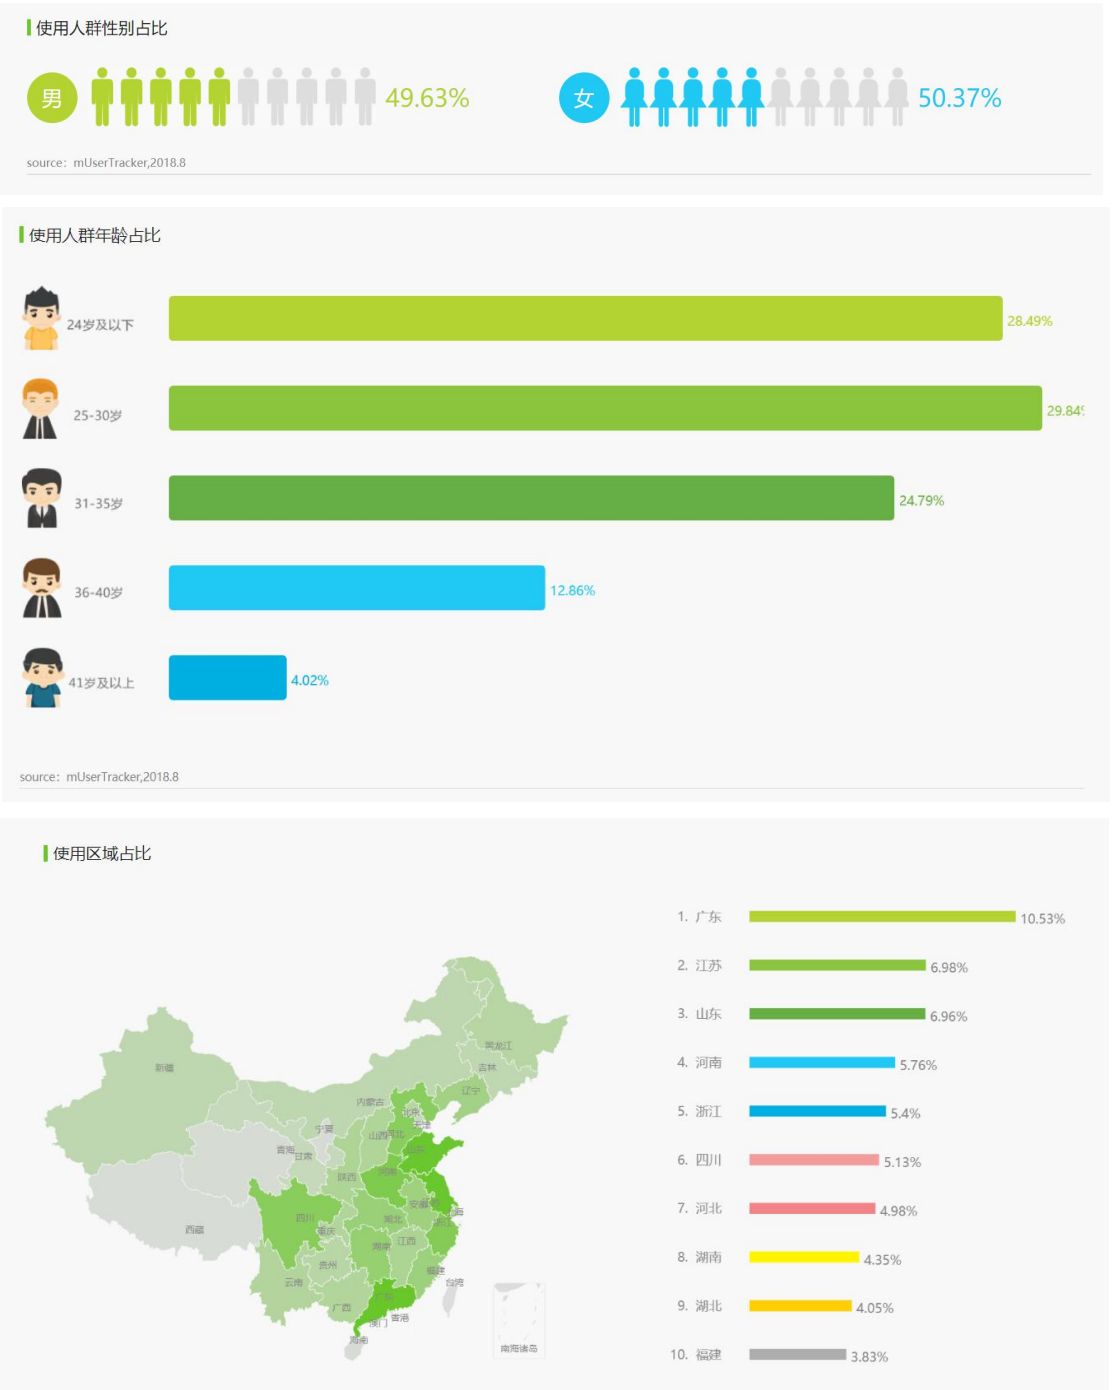 使用人群性别占比
男 49.63% 女 50.37%
source：mUserTracker,2018.8
使用人群年龄占比
24岁及以下 28.49%
25-30岁 29.84
31-35岁 24.79%
36-40岁 12.86%
41岁及以上 4.02%
source：mUserTracker,2018.8
使用区域占比
1. 广东 10.53%
2. 江苏 6.98%
3. 山东 6.96%
4. 河南 5.76%
5. 浙江 5.4%
6. 四川 5.13%
7. 河北 4.98%
8. 湖南 4.35%
9. 湖北 4.05%
10. 福建 3.83%
黑龙江
吉林
新疆
辽宁
内蒙古
北京
天津
宁夏
山西
河北
山东
青海
甘肃
河南
陕西
安徽
四川
湖北
西藏
重庆
湖南
江西
贵州
福建
云南
台湾
广东
广西
澳门
香港
海南
南海诸岛